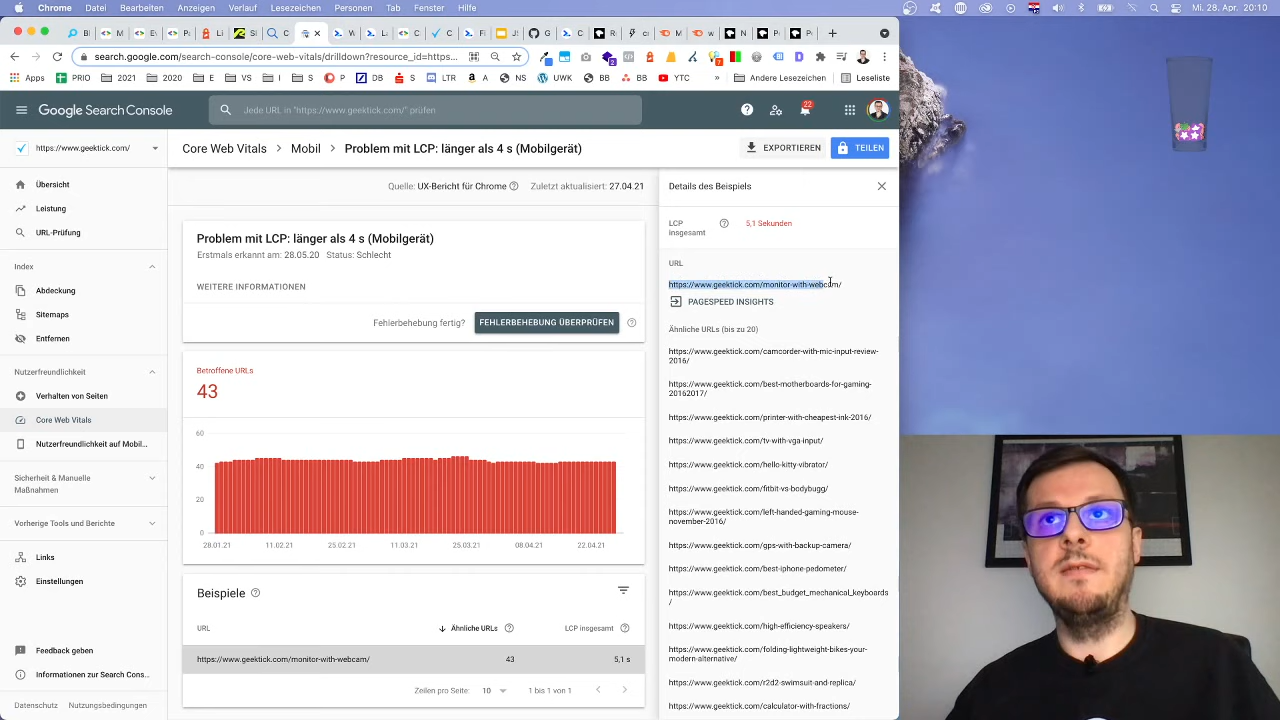 Chrome Ablage Bearbeiten Anzeigen Verlauf Lesezeichen Personen Tab Fenster Hilfe
Mi. 28. Apr. 20:10
search.google.com/search-console/core-web-vitals/drilldown?resource_id=https...
Apps PRIO 2021 2020 E VS D S LTR A NS UWK BB BB YTC » Andere Lesezeichen Leseliste
Google Search Console
Jede URL in "https://www.geektick.com/" prüfen
22
https://www.geektick.com/
Core Web Vitals > Mobil > Problem mit LCP: länger als 4 s (Mobilgerät)
EXPORTIEREN
TEILEN
Übersicht
Leistung
URL-Prüfung
Index
Abdeckung
Sitemaps
Entfernen
Nutzerfreundlichkeit
Verhalten von Seiten
Core Web Vitals
Nutzerfreundlichkeit auf Mobil...
Sicherheit & Manuelle
Maßnahmen
Vorherige Tools und Berichte
Links
Einstellungen
Feedback geben
Informationen zur Search Cons...
Datenschutz Nutzungsbedingungen
Quelle: UX-Bericht für Chrome Zuletzt aktualisiert: 27.04.21
Problem mit LCP: länger als 4 s (Mobilgerät)
Erstmals erkannt am: 28.05.20 Status: Schlecht
WEITERE INFORMATIONEN
Fehlerbehebung fertig? FEHLERBEHEBUNG ÜBERPRÜFEN
Betroffene URLs
43
60
40
20
0
28.01.21 11.02.21 25.02.21 11.03.21 25.03.21 08.04.21 22.04.21
Beispiele
URL Ähnliche URLs LCP insgesamt
https://www.geektick.com/monitor-with-webcam/ 43 5,1 s
Zeilen pro Seite: 10 1 bis 1 von 1
Details des Beispiels
LCP
insgesamt
5,1 Sekunden
URL
https://www.geektick.com/monitor-with-webcam/
PAGESPEED INSIGHTS
Ähnliche URLs (bis zu 20)
https://www.geektick.com/camcorder-with-mic-input-review-
2016/
https://www.geektick.com/best-motherboards-for-gaming-
20162017/
https://www.geektick.com/printer-with-cheapest-ink-2016/
https://www.geektick.com/tv-with-vga-input/
https://www.geektick.com/hello-kitty-vibrator/
https://www.geektick.com/fitbit-vs-bodybugg/
https://www.geektick.com/left-handed-gaming-mouse-
november-2016/
https://www.geektick.com/gps-with-backup-camera/
https://www.geektick.com/best-iphone-pedometer/
https://www.geektick.com/best_budget_mechanical_keyboards
/
https://www.geektick.com/high-efficiency-speakers/
https://www.geektick.com/folding-lightweight-bikes-your-
modern-alternative/
https://www.geektick.com/r2d2-swimsuit-and-replica/
https://www.geektick.com/calculator-with-fractions/